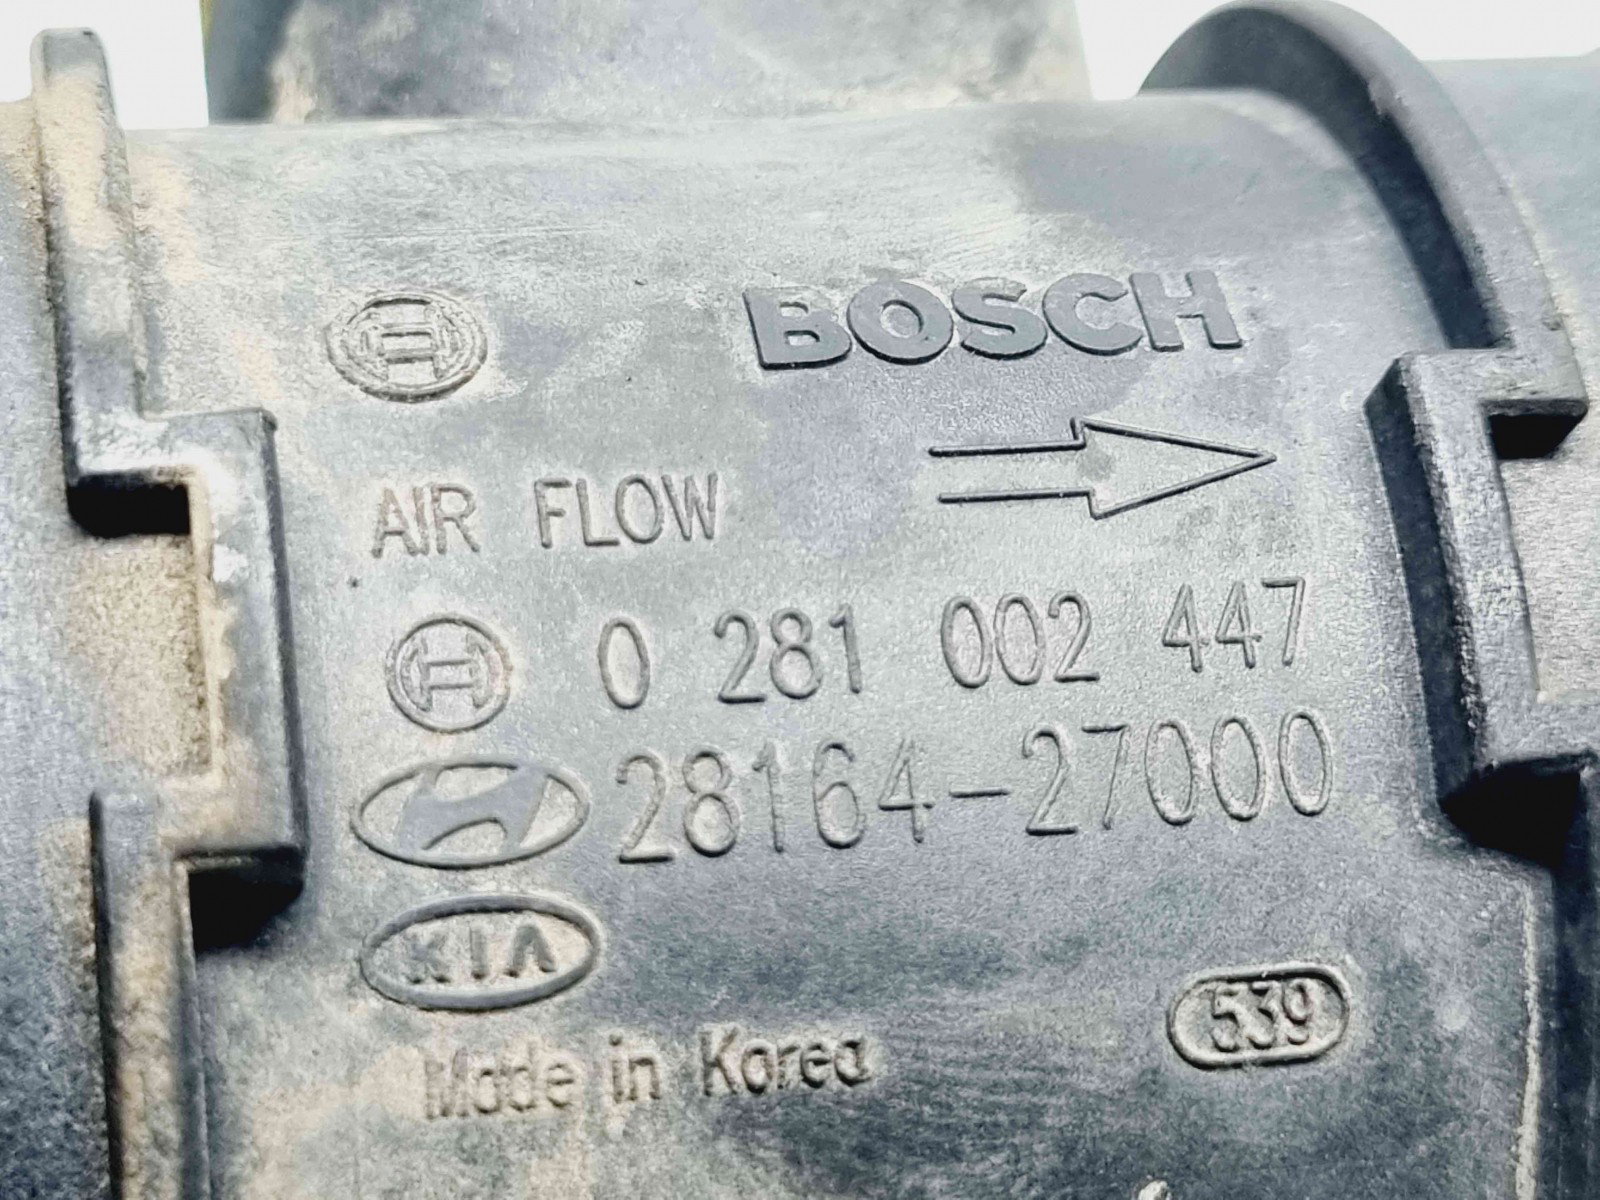 BOSCH
AIR FLOW
0 281 002 447
28164-27000
KIA
539
Made in Korea